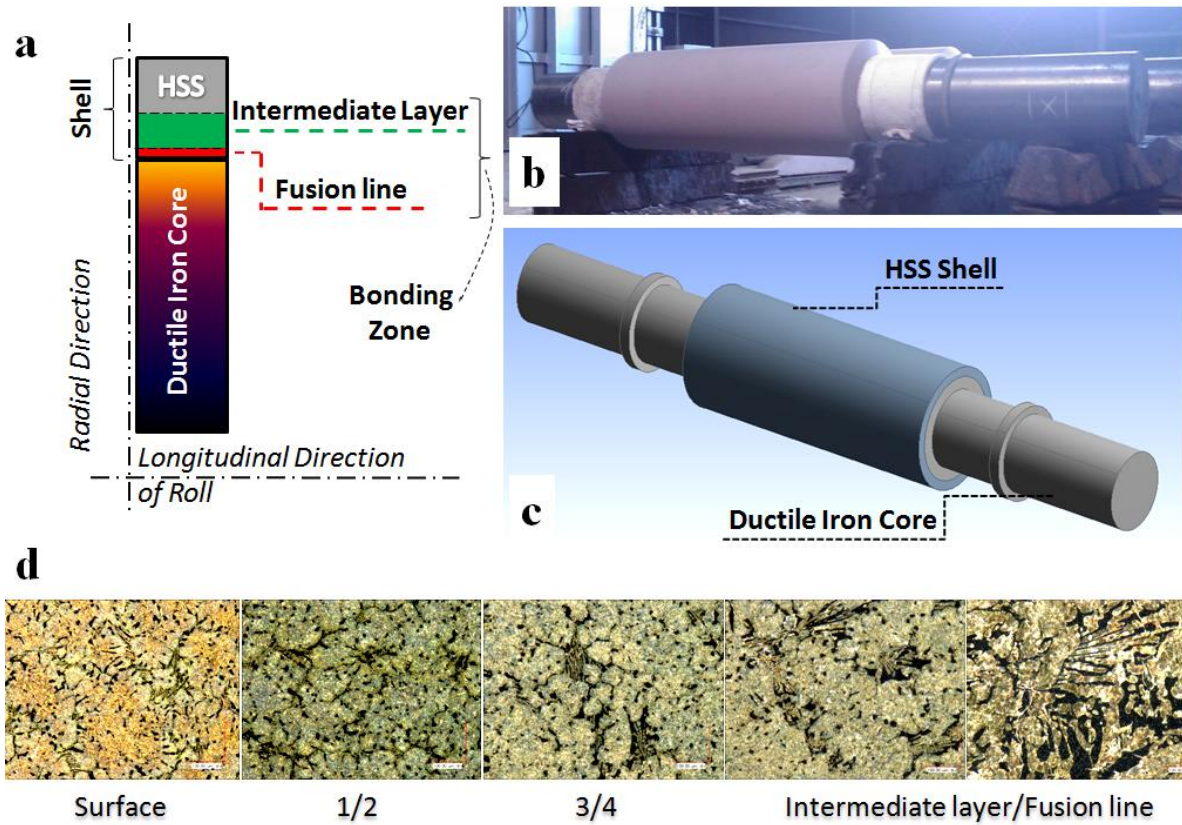 a
HSS
Shell
Intermediate Layer
Fusion line
Ductile Iron Core
Bonding
Zone
Radial Direction
Longitudinal Direction
of Roll
b
HSS Shell
Ductile Iron Core
c
d
Surface
1/2
3/4
Intermediate layer/Fusion line